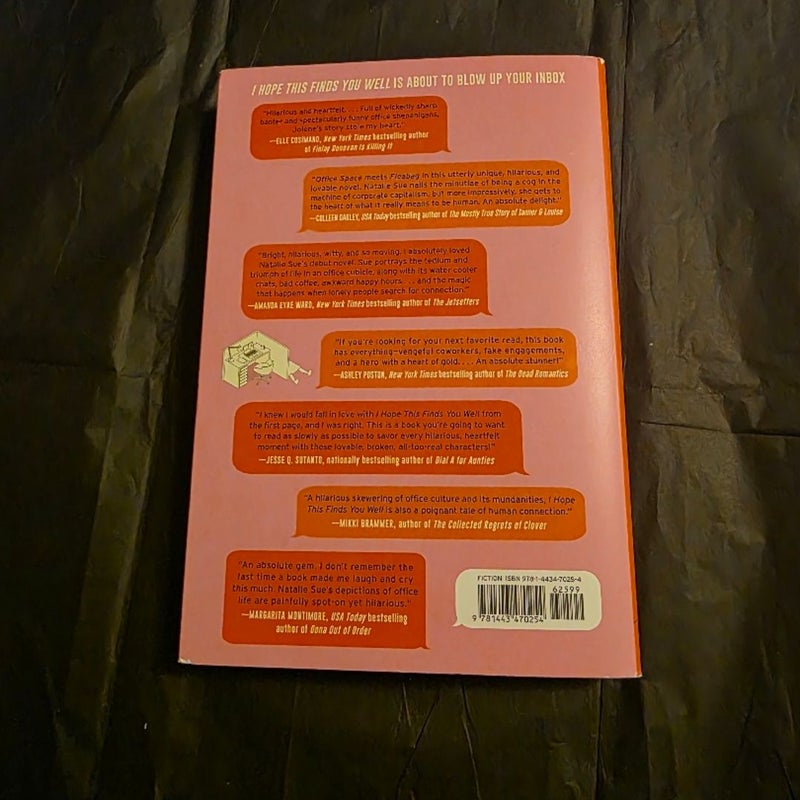 I HOPE THIS FINDS YOU WELL IS ABOUT TO BLOW UP YOUR INBOX
"Hilarious and heartfelt. . . . Full of wickedly sharp
banter and spectacularly funny office shenanigans,
Jolene's story stole my heart."
—ELLE COSIMANO, New York Times bestselling author
of Finlay Donovan Is Killing It
"Office Space meets Fleabag in this utterly unique, hilarious, and
lovable novel. Natalie Sue nails the minutiae of being a cog in the
machine of corporate capitalism, but more impressively, she gets to
the heart of what it really means to be human. An absolute delight."
—COLLEEN OAKLEY, USA Today bestselling author of The Mostly True Story of Tanner & Louise
"Bright, hilarious, witty, and so moving. I absolutely loved
Natalie Sue's debut novel. Sue portrays the tedium and
triumph of life in an office cubicle, along with its water cooler
chats, bad coffee, awkward happy hours . . . and the magic
that happens when lonely people search for connection."
—AMANDA EYRE WARD, New York Times bestselling author of The Jetsetters
"If you're looking for your next favorite read, this book
has everything—vengeful coworkers, fake engagements,
and a hero with a heart of gold. . . . An absolute stunner!"
—ASHLEY POSTON, New York Times bestselling author of The Dead Romantics
"I knew I would fall in love with I Hope This Finds You Well from
the first page, and I was right. This is a book you're going to want
to read as slowly as possible to savor every hilarious, heartfelt
moment with these lovable, broken, all-too-real characters!"
—JESSE Q. SUTANTO, nationally bestselling author of Dial A for Aunties
"A hilarious skewering of office culture and its mundanities, I Hope
This Finds You Well is also a poignant tale of human connection."
—MIKKI BRAMMER, author of The Collected Regrets of Clover
"An absolute gem. I don't remember the
last time a book made me laugh and cry
this much. Natalie Sue's depictions of office
life are painfully spot-on yet hilarious."
—MARGARITA MONTIMORE, USA Today bestselling
author of Oona Out of Order
FICTION ISBN 978-1-4434-7025-4
62599
9 781443 470254